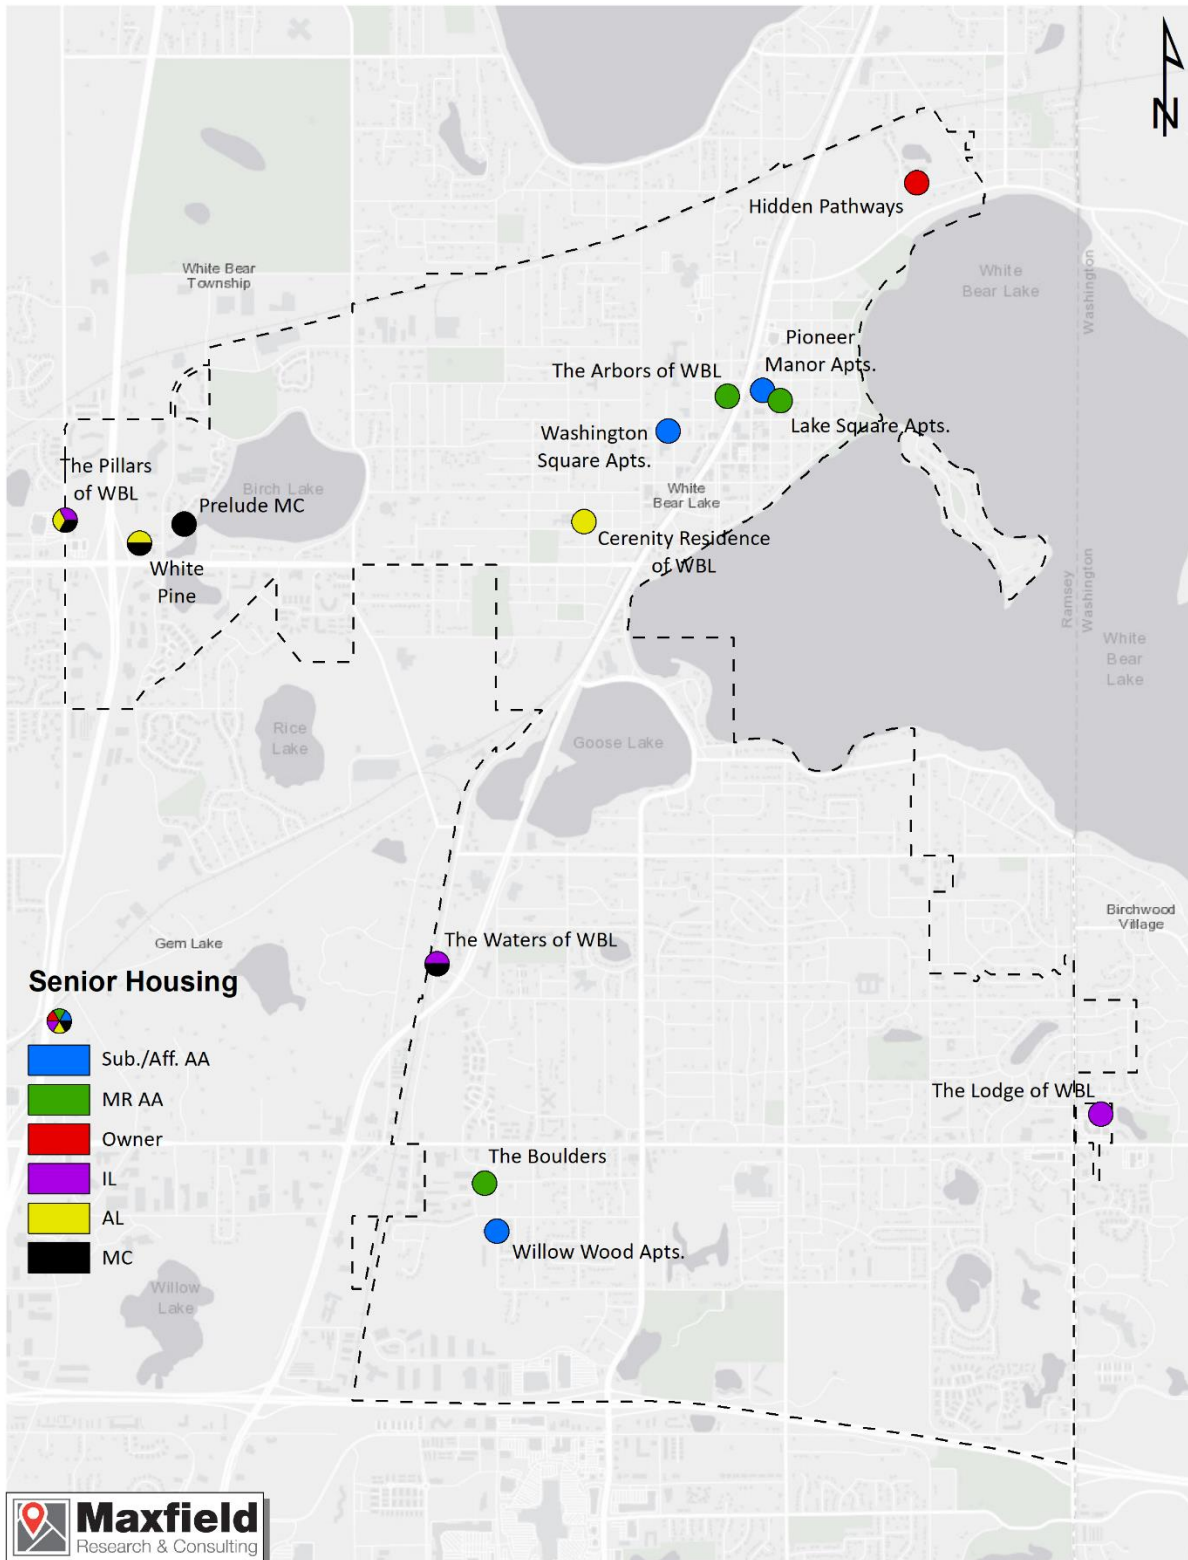 N
Hidden Pathways
White
Bear Lake
Washington
White Bear
Township
Pioneer
Manor Apts.
The Arbors of WBL
Lake Square Apts.
Washington
Square Apts.
The Pillars
of WBL
Birch Lake
Prelude MC
White
Bear Lake
Cerenity Residence
of WBL
White
Pine
Ramsey
Washington
White
Bear
Lake
Rice
Lake
Goose Lake
Birchwood
Village
Gem Lake
The Waters of WBL
Senior Housing
Sub./Aff. AA
MR AA
Owner
IL
AL
MC
The Lodge of WBL
The Boulders
Willow Wood Apts.
Willow
Lake
Maxfield
Research & Consulting